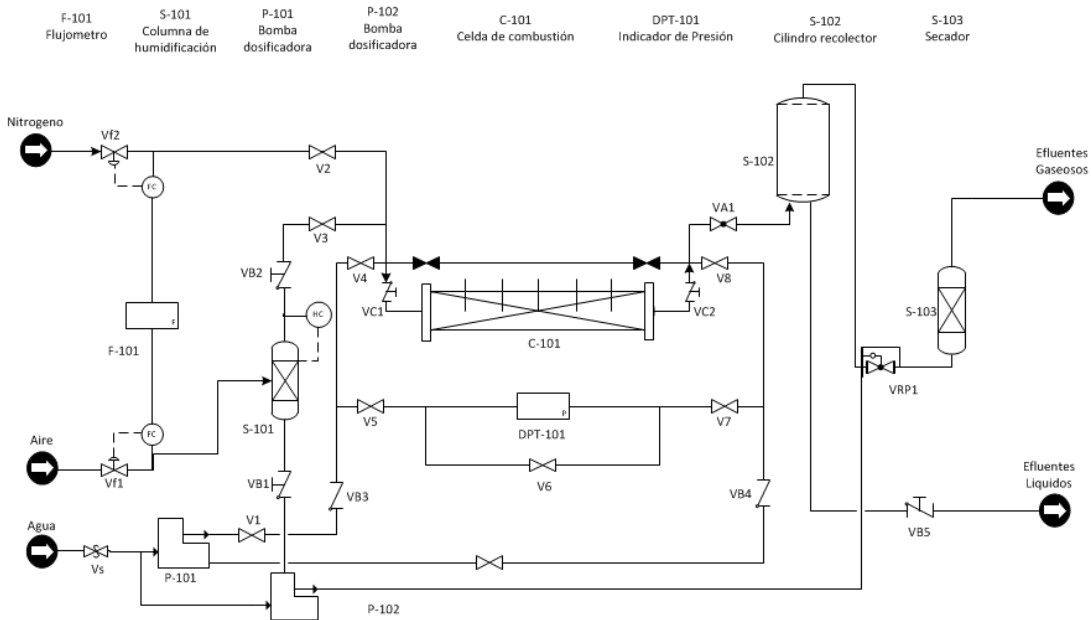 F-101 S-101 P-101 P-102 C-101 DPT-101 S-102 S-103
Flujometro Columna de Bomba Bomba Celda de combustión Indicador de Presión Cilindro recolector Secador
humidificación dosificadora dosificadora
Nitrogeno
Vf2
V2
FC
S-102
Efluentes
Gaseosos
VA1
V3
VB2
V4
V8
VC1
VC2
HC
C-101
F
F-101
S-103
VRP1
S-101
V5
P
V7
DPT-101
FC
Aire
Vf1
V6
VB1
VB3
VB4
Efluentes
Liquidos
V1
VB5
Agua
Vs
P-101
P-102